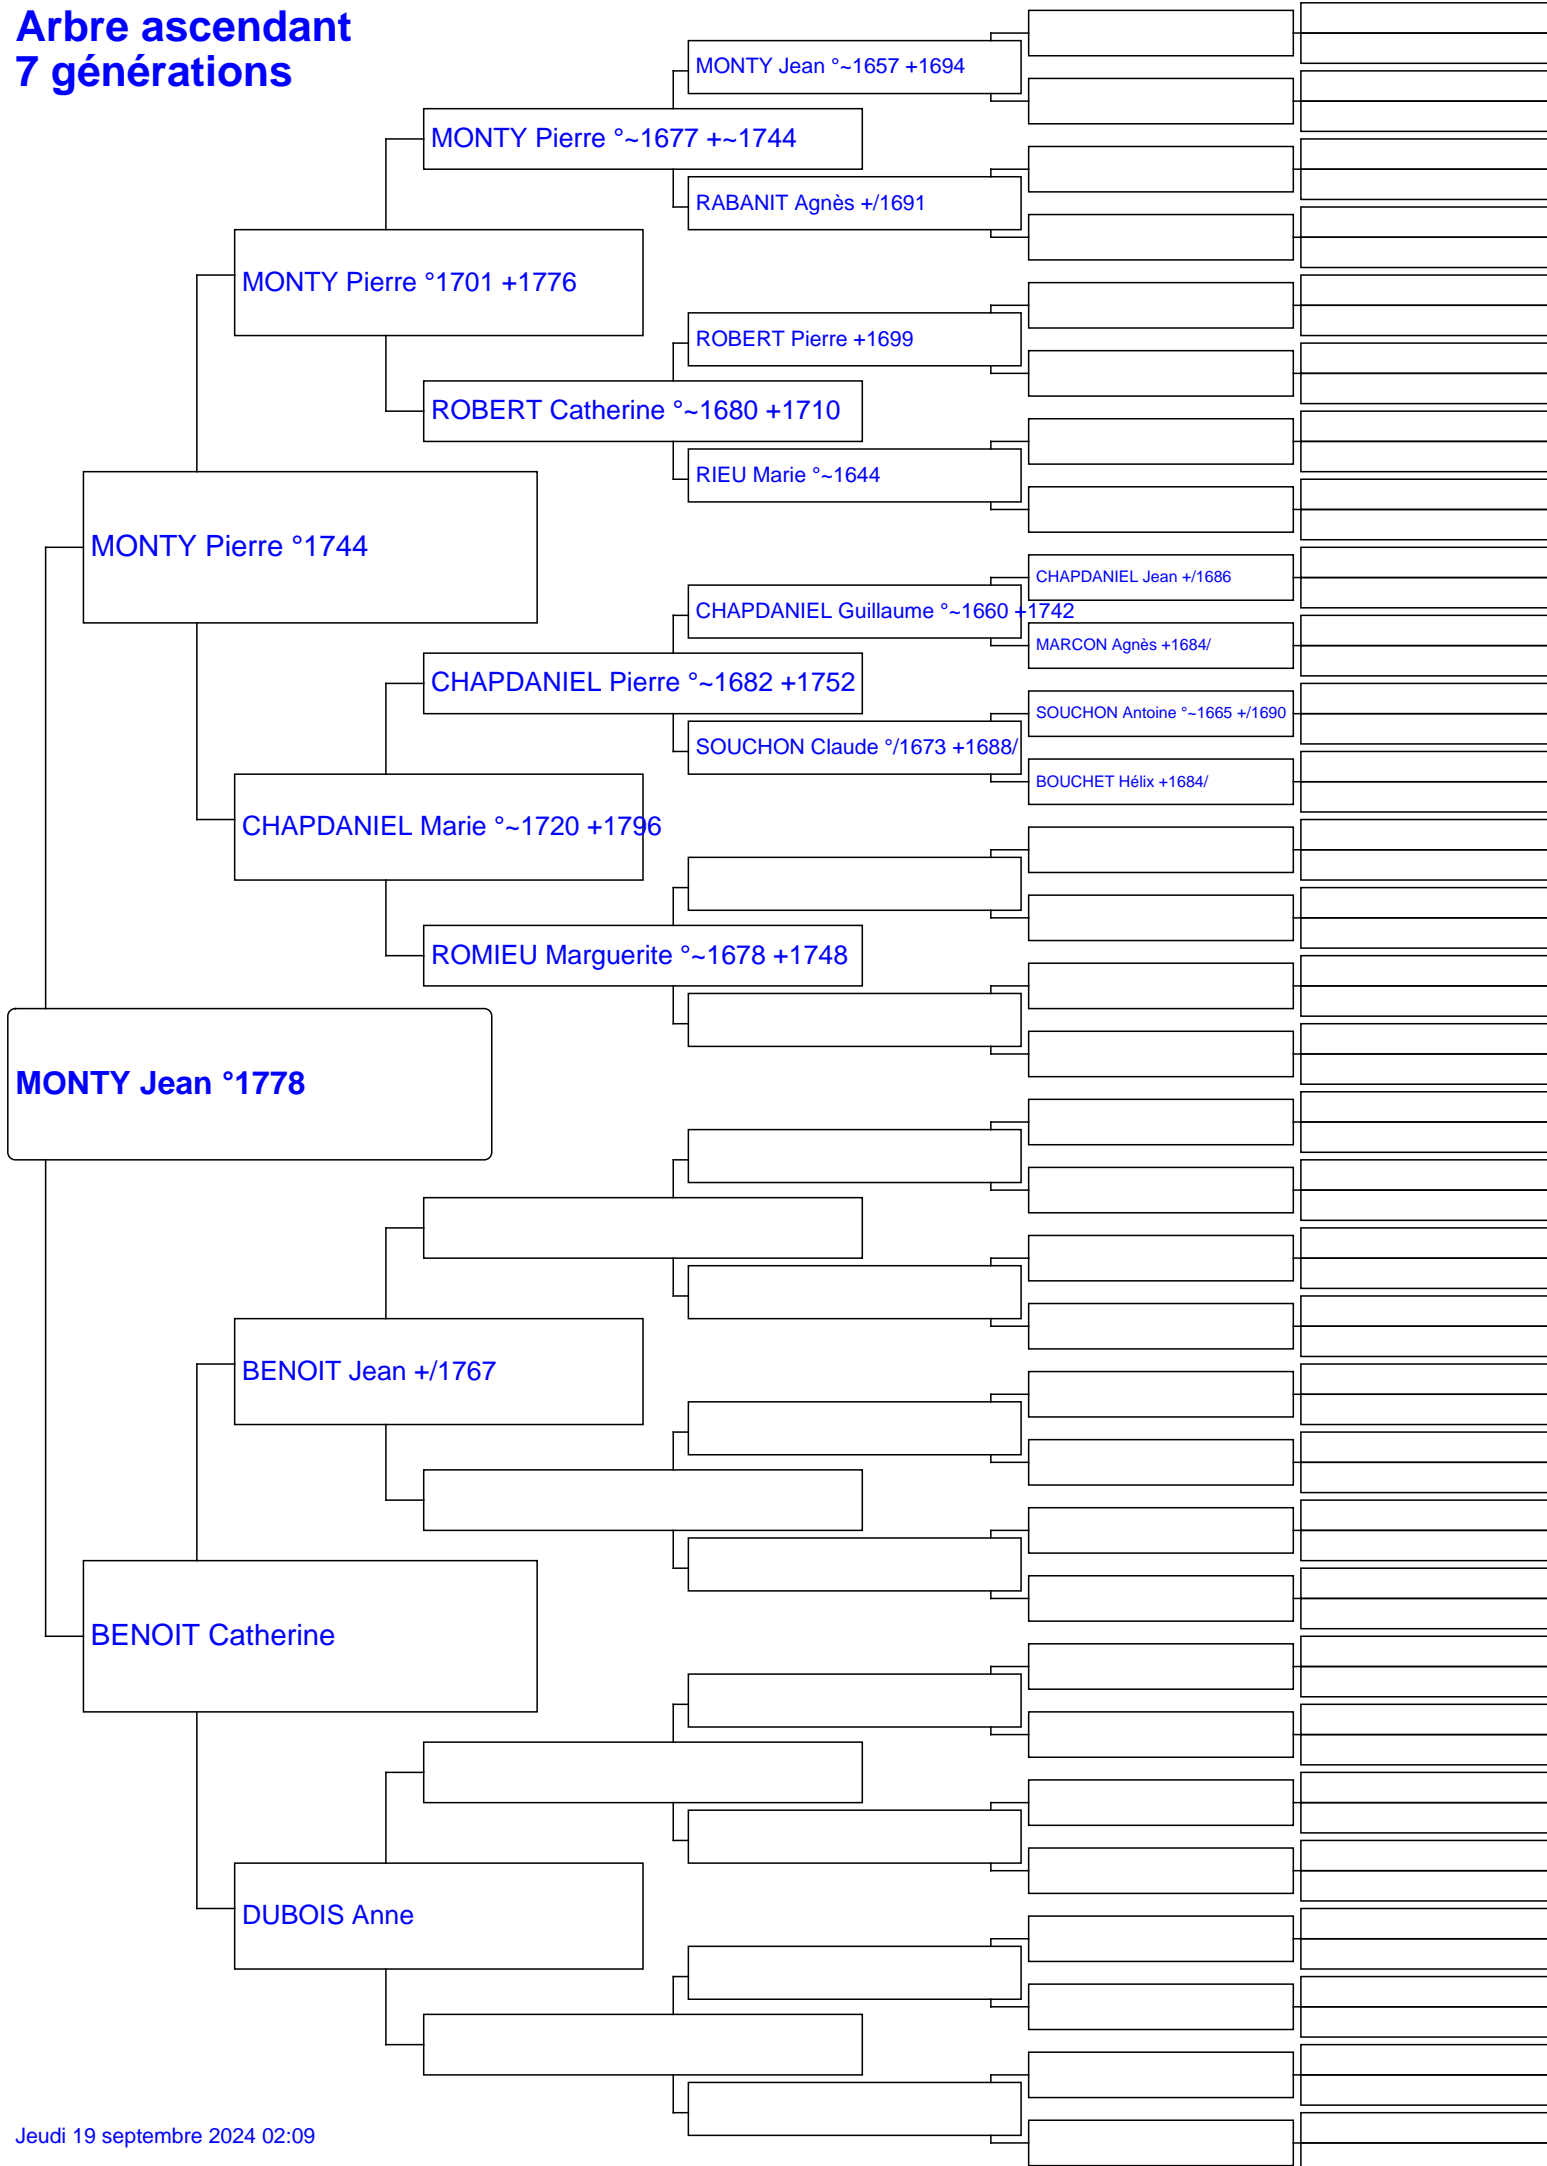 Arbre ascendant
7 générations
MONTY Jean °~1657 +1694
MONTY Pierre °~1677 +~1744
RABANIT Agnès +/1691
MONTY Pierre °1701 +1776
ROBERT Pierre +1699
ROBERT Catherine °~1680 +1710
RIEU Marie °~1644
MONTY Pierre °1744
CHAPDANIEL Jean +/1686
CHAPDANIEL Guillaume °~1660 +1742
MARCON Agnès +1684/
CHAPDANIEL Pierre °~1682 +1752
SOUCHON Antoine °~1665 +/1690
SOUCHON Claude °/1673 +1688/
BOUCHET Hélix +1684/
CHAPDANIEL Marie °~1720 +1796
ROMIEU Marguerite °~1678 +1748
MONTY Jean °1778
BENOIT Jean +/1767
BENOIT Catherine
DUBOIS Anne
Jeudi 19 septembre 2024 02:09